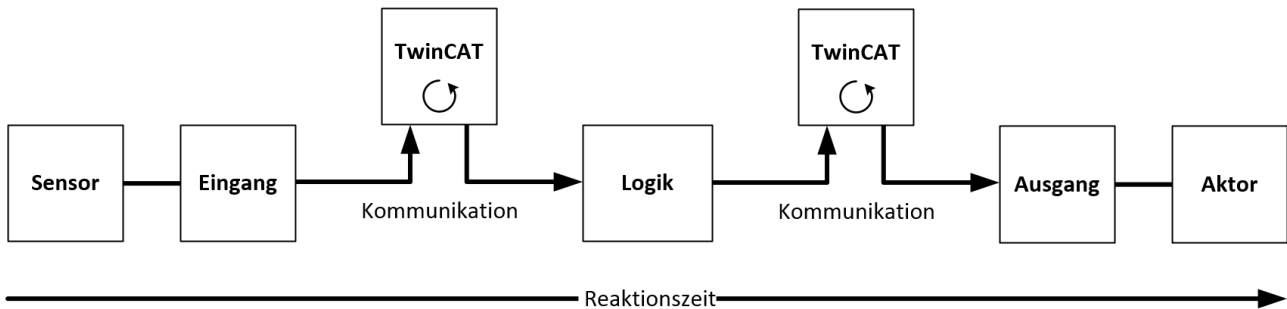 TwinCAT
TwinCAT
Sensor
Eingang
Logik
Ausgang
Aktor
Kommunikation
Kommunikation
Reaktionszeit